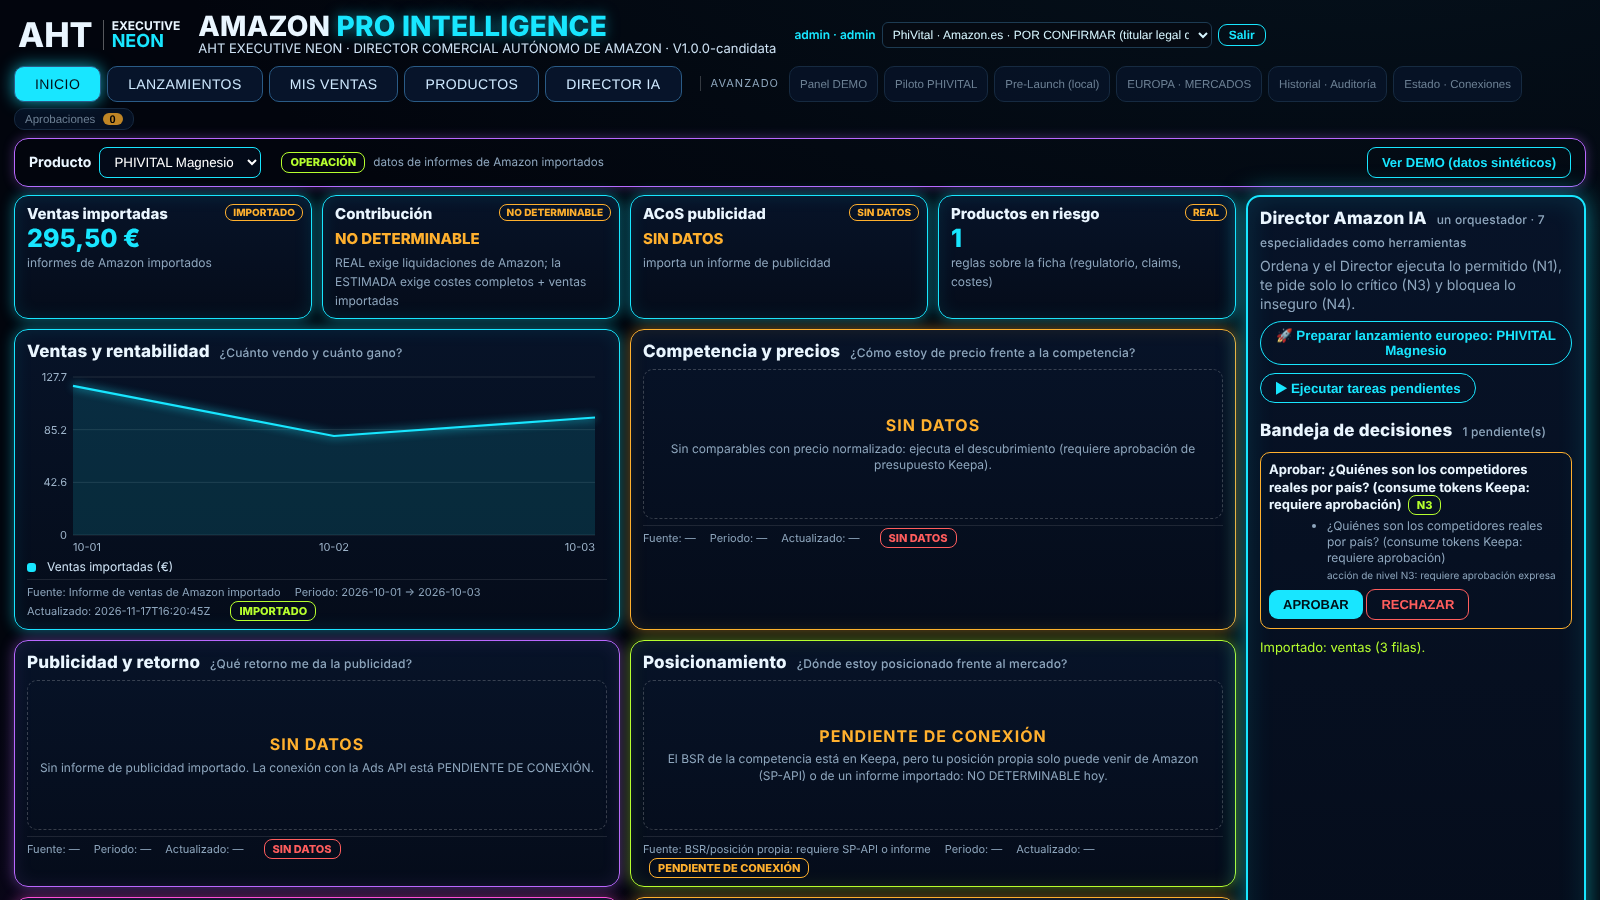 AHT
EXECUTIVE
NEON
AMAZON PRO INTELLIGENCE
AHT EXECUTIVE NEON · DIRECTOR COMERCIAL AUTÓNOMO DE AMAZON · V1.0.0-candidata
admin · admin
PhiVital · Amazon.es · POR CONFIRMAR (titular legal
Salir
INICIO
LANZAMIENTOS
MIS VENTAS
PRODUCTOS
DIRECTOR IA
AVANZADO
Panel DEMO
Piloto PHIVITAL
Pre-Launch (local)
EUROPA · MERCADOS
Historial · Auditoría
Estado · Conexiones
Aprobaciones 0
Producto
PHIVITAL Magnesio
OPERACIÓN
datos de informes de Amazon importados
Ver DEMO (datos sintéticos)
Ventas importadas
IMPORTADO
295,50 €
informes de Amazon importados
Contribución
NO DETERMINABLE
NO DETERMINABLE
REAL exige liquidaciones de Amazon; la
ESTIMADA exige costes completos + ventas
importadas
ACoS publicidad
SIN DATOS
SIN DATOS
importa un informe de publicidad
Productos en riesgo
REAL
1
reglas sobre la ficha (regulatorio, claims,
costes)
Ventas y rentabilidad ¿Cuánto vendo y cuánto gano?
127.7
85.2
42.6
0
10-01
10-02
10-03
Ventas importadas (€)
Fuente: Informe de ventas de Amazon importado Periodo: 2026-10-01 → 2026-10-03
Actualizado: 2026-11-17T16:20:45Z IMPORTADO
Competencia y precios ¿Cómo estoy de precio frente a la competencia?
SIN DATOS
Sin comparables con precio normalizado: ejecuta el descubrimiento (requiere aprobación de
presupuesto Keepa).
Fuente: — Periodo: — Actualizado: — SIN DATOS
Publicidad y retorno ¿Qué retorno me da la publicidad?
SIN DATOS
Sin informe de publicidad importado. La conexión con la Ads API está PENDIENTE DE CONEXIÓN.
Fuente: — Periodo: — Actualizado: — SIN DATOS
Posicionamiento ¿Dónde estoy posicionado frente al mercado?
PENDIENTE DE CONEXIÓN
El BSR de la competencia está en Keepa, pero tu posición propia solo puede venir de Amazon
(SP-API) o de un informe importado: NO DETERMINABLE hoy.
Fuente: BSR/posición propia: requiere SP-API o informe Periodo: — Actualizado: —
PENDIENTE DE CONEXIÓN
Director Amazon IA un orquestador · 7
especialidades como herramientas
Ordena y el Director ejecuta lo permitido (N1),
te pide solo lo crítico (N3) y bloquea lo
inseguro (N4).
🚀 Preparar lanzamiento europeo: PHIVITAL
Magnesio
▶ Ejecutar tareas pendientes
Bandeja de decisiones 1 pendiente(s)
Aprobar: ¿Quiénes son los competidores
reales por país? (consume tokens Keepa:
requiere aprobación) N3
• ¿Quiénes son los competidores reales
por país? (consume tokens Keepa:
requiere aprobación)
acción de nivel N3: requiere aprobación expresa
APROBAR
RECHAZAR
Importado: ventas (3 filas).